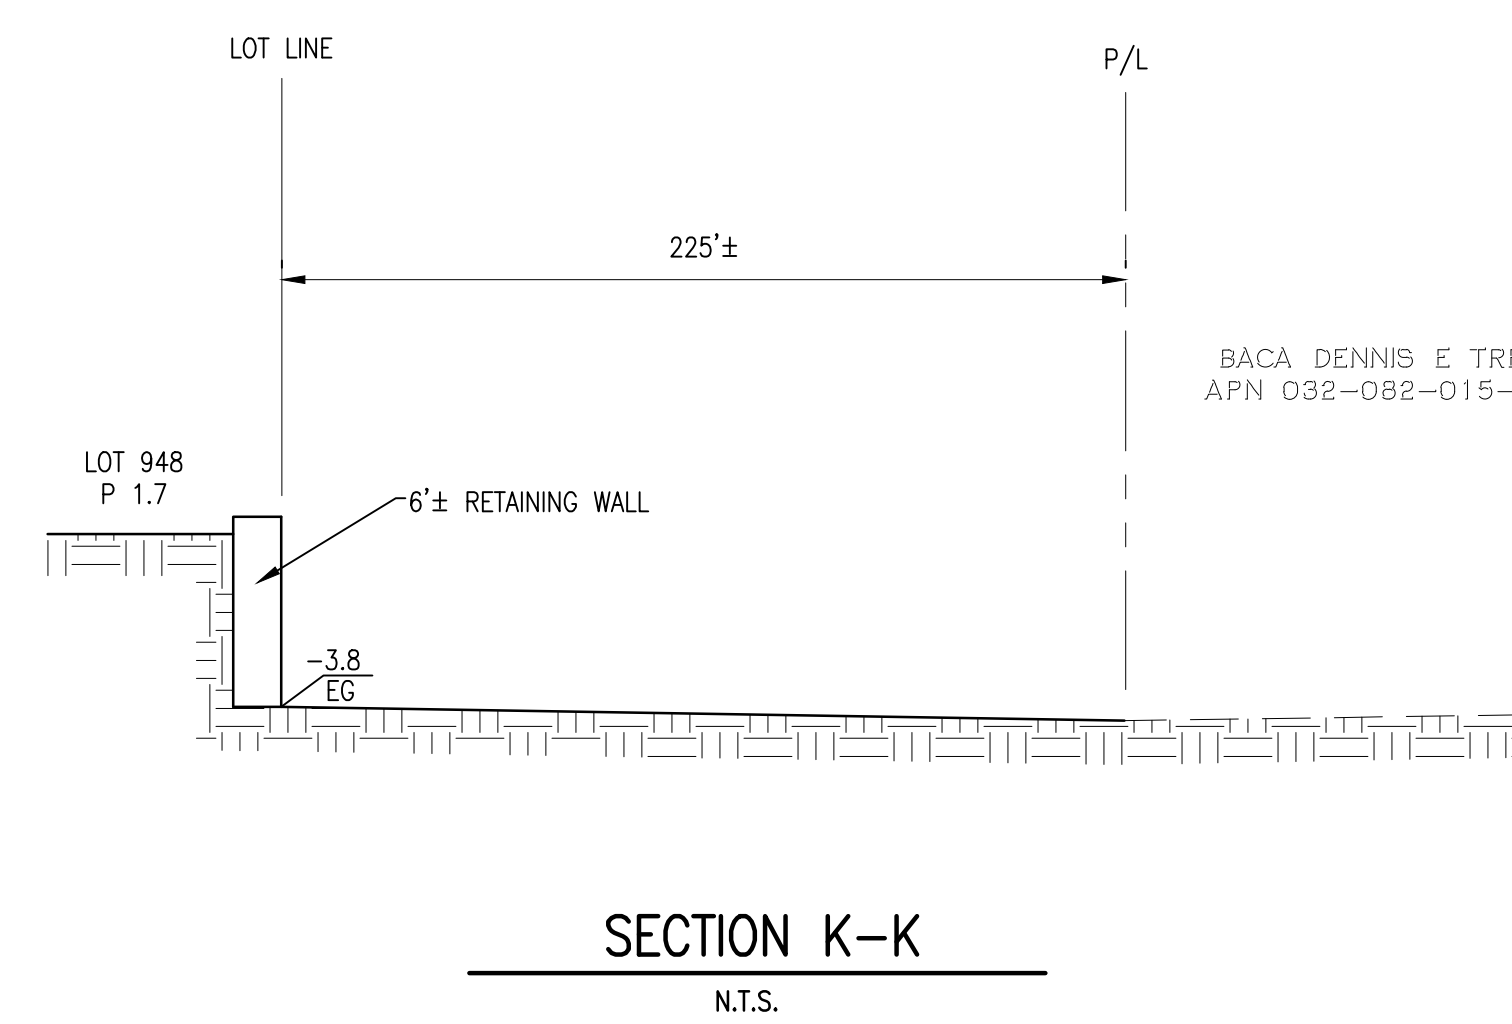 LOT LINE
P/L
225'±
BACA DENNIS E
APN 032-082-015-
LOT 948
P 1.7
6'± RETAINING WALL
-3.8
EG
SECTION K-K
N.T.S.